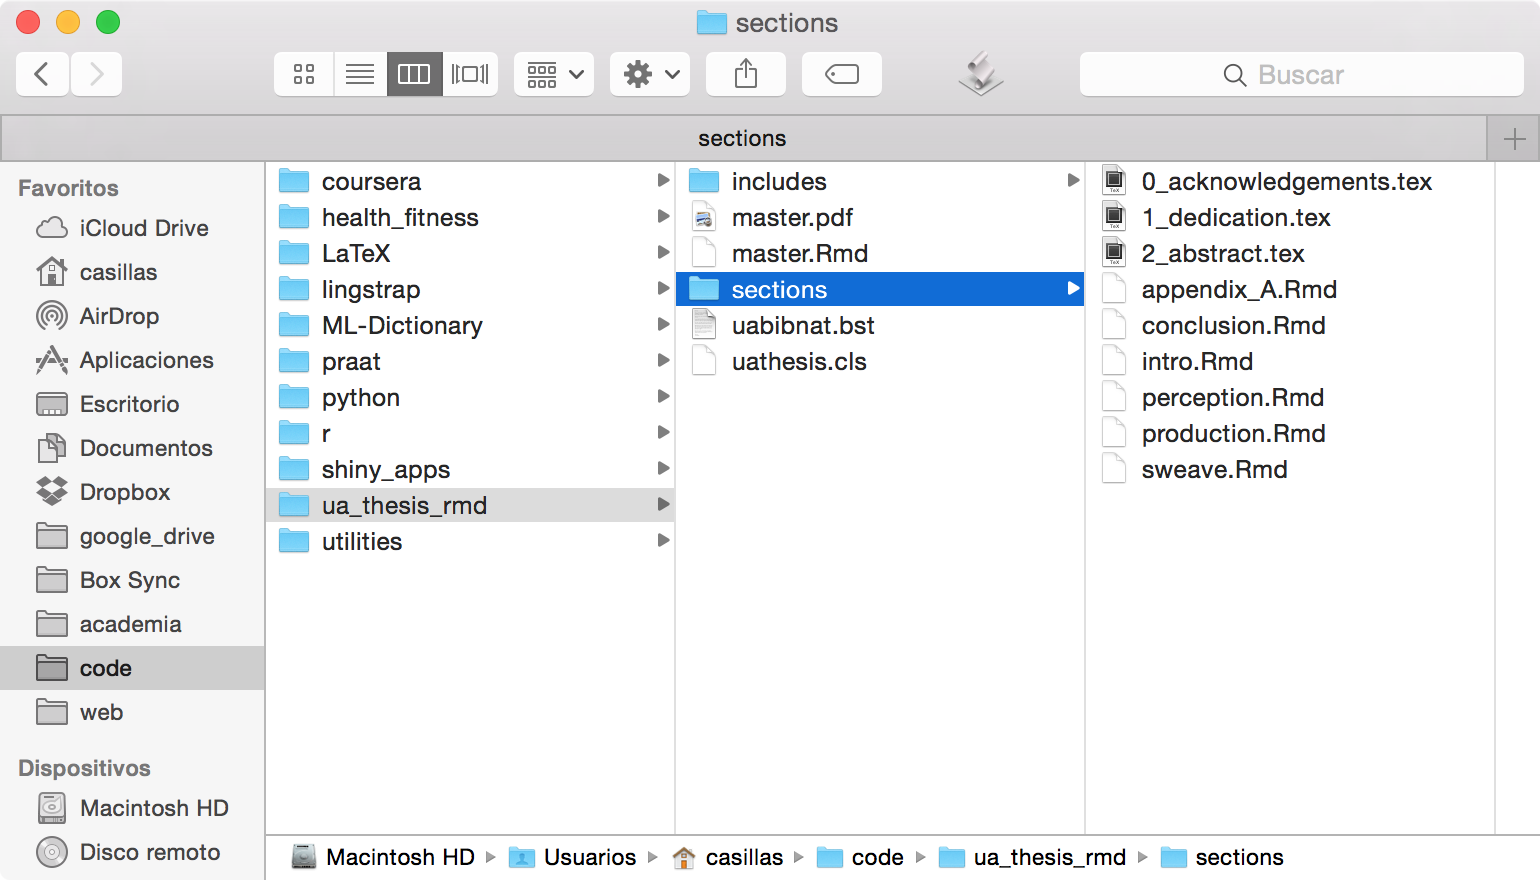 sections
Buscar
sections
Favoritos
iCloud Drive
casillas
AirDrop
Aplicaciones
Escritorio
Documentos
Dropbox
google_drive
Box Sync
academia
code
web
Dispositivos
Macintosh HD
Disco remoto
coursera
health_fitness
LaTeX
lingstrap
ML-Dictionary
praat
python
r
shiny_apps
ua_thesis_rmd
utilities
includes
master.pdf
master.Rmd
sections
uabibnat.bst
uathesis.cls
0_acknowledgements.tex
1_dedication.tex
2_abstract.tex
appendix_A.Rmd
conclusion.Rmd
intro.Rmd
perception.Rmd
production.Rmd
sweave.Rmd
Macintosh HD Usuarios casillas code ua_thesis_rmd sections